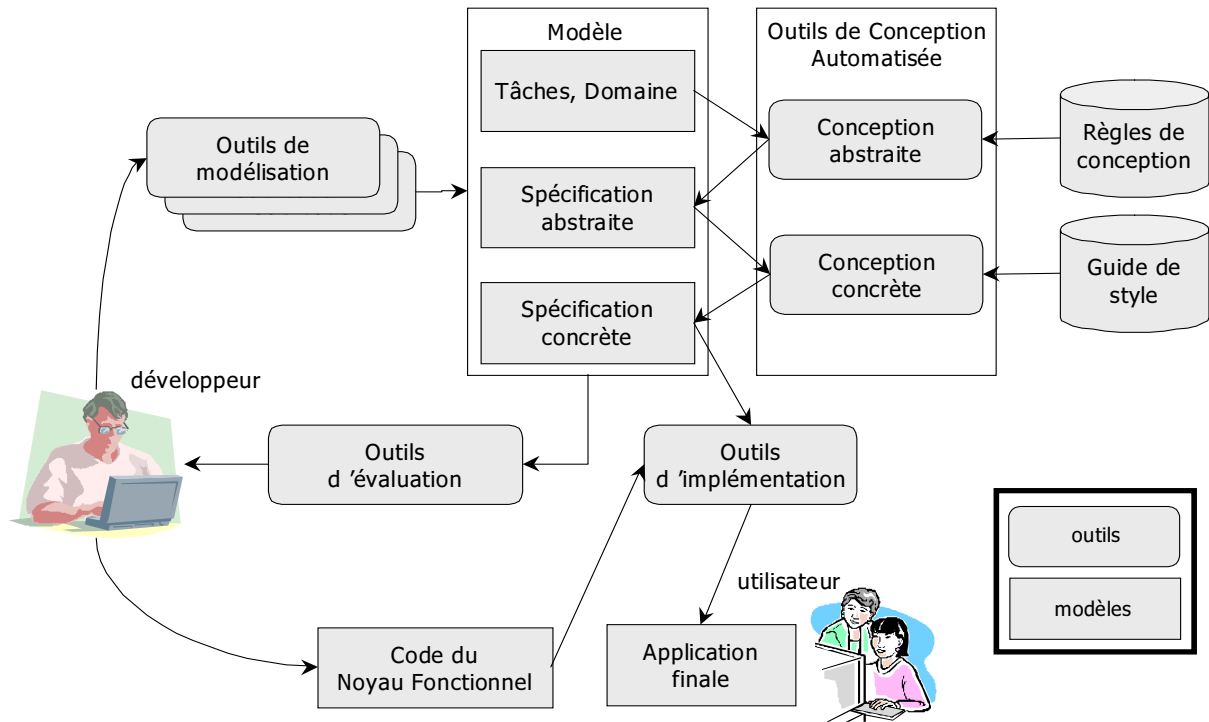 Modèle
Outils de Conception
Automatisée
Tâches, Domaine
Outils de
modélisation
Conception
abstraite
Règles de
conception
Spécification
abstraite
Conception
concrète
Guide de
style
Spécification
concrète
développeur
Outils
d ’évaluation
Outils
d ’implémentation
outils
modèles
utilisateur
Code du
Noyau Fonctionnel
Application
finale